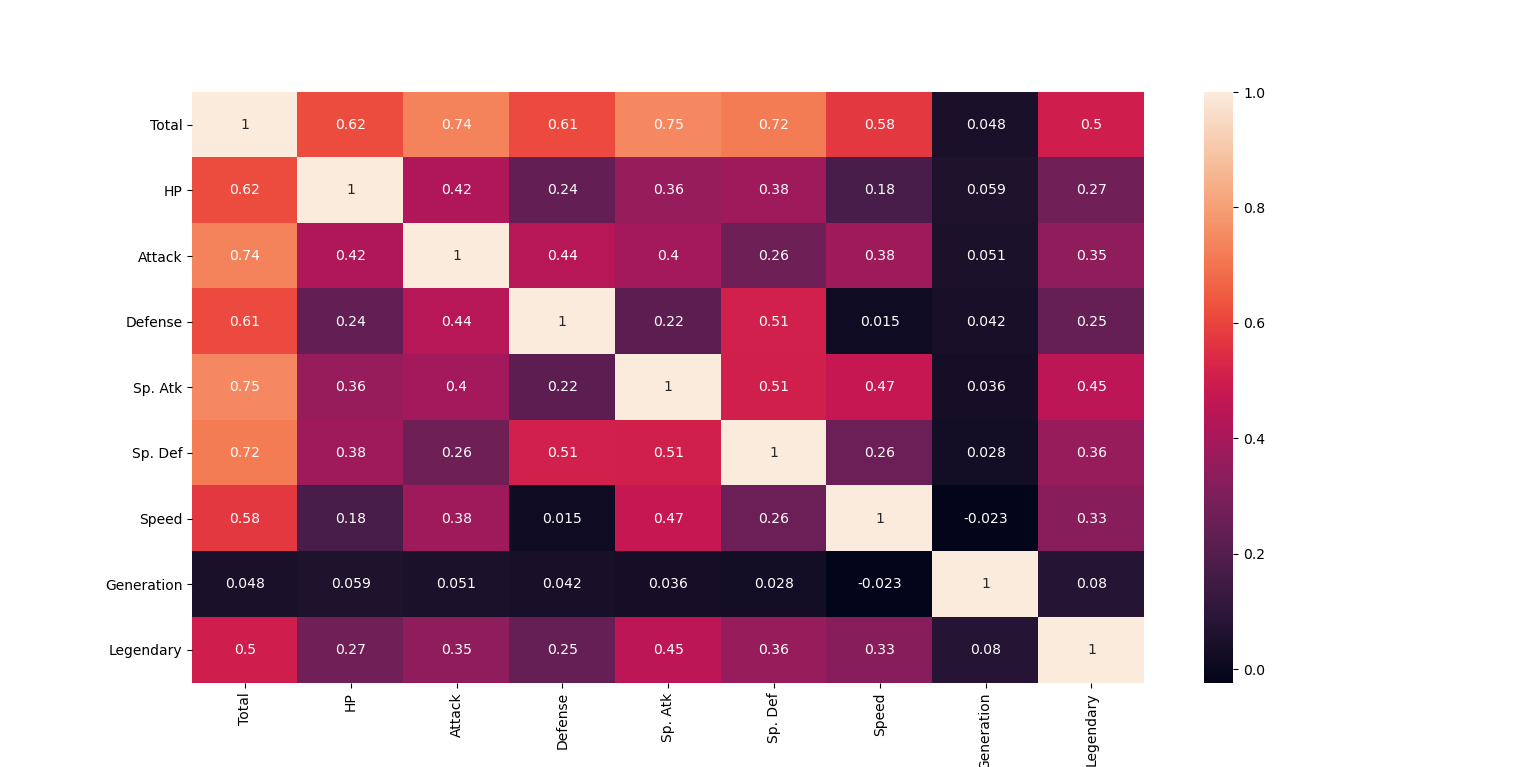 Total 1 0.62 0.74 0.61 0.75 0.72 0.58 0.048 0.5
HP 0.62 1 0.42 0.24 0.36 0.38 0.18 0.059 0.27
Attack 0.74 0.42 1 0.44 0.4 0.26 0.38 0.051 0.35
Defense 0.61 0.24 0.44 1 0.22 0.51 0.015 0.042 0.25
Sp. Atk 0.75 0.36 0.4 0.22 1 0.51 0.47 0.036 0.45
Sp. Def 0.72 0.38 0.26 0.51 0.51 1 0.26 0.028 0.36
Speed 0.58 0.18 0.38 0.015 0.47 0.26 1 -0.023 0.33
Generation 0.048 0.059 0.051 0.042 0.036 0.028 -0.023 1 0.08
Legendary 0.5 0.27 0.35 0.25 0.45 0.36 0.33 0.08 1
Total HP Attack Defense Sp. Atk Sp. Def Speed Generation Legendary
1.0
0.8
0.6
0.4
0.2
0.0